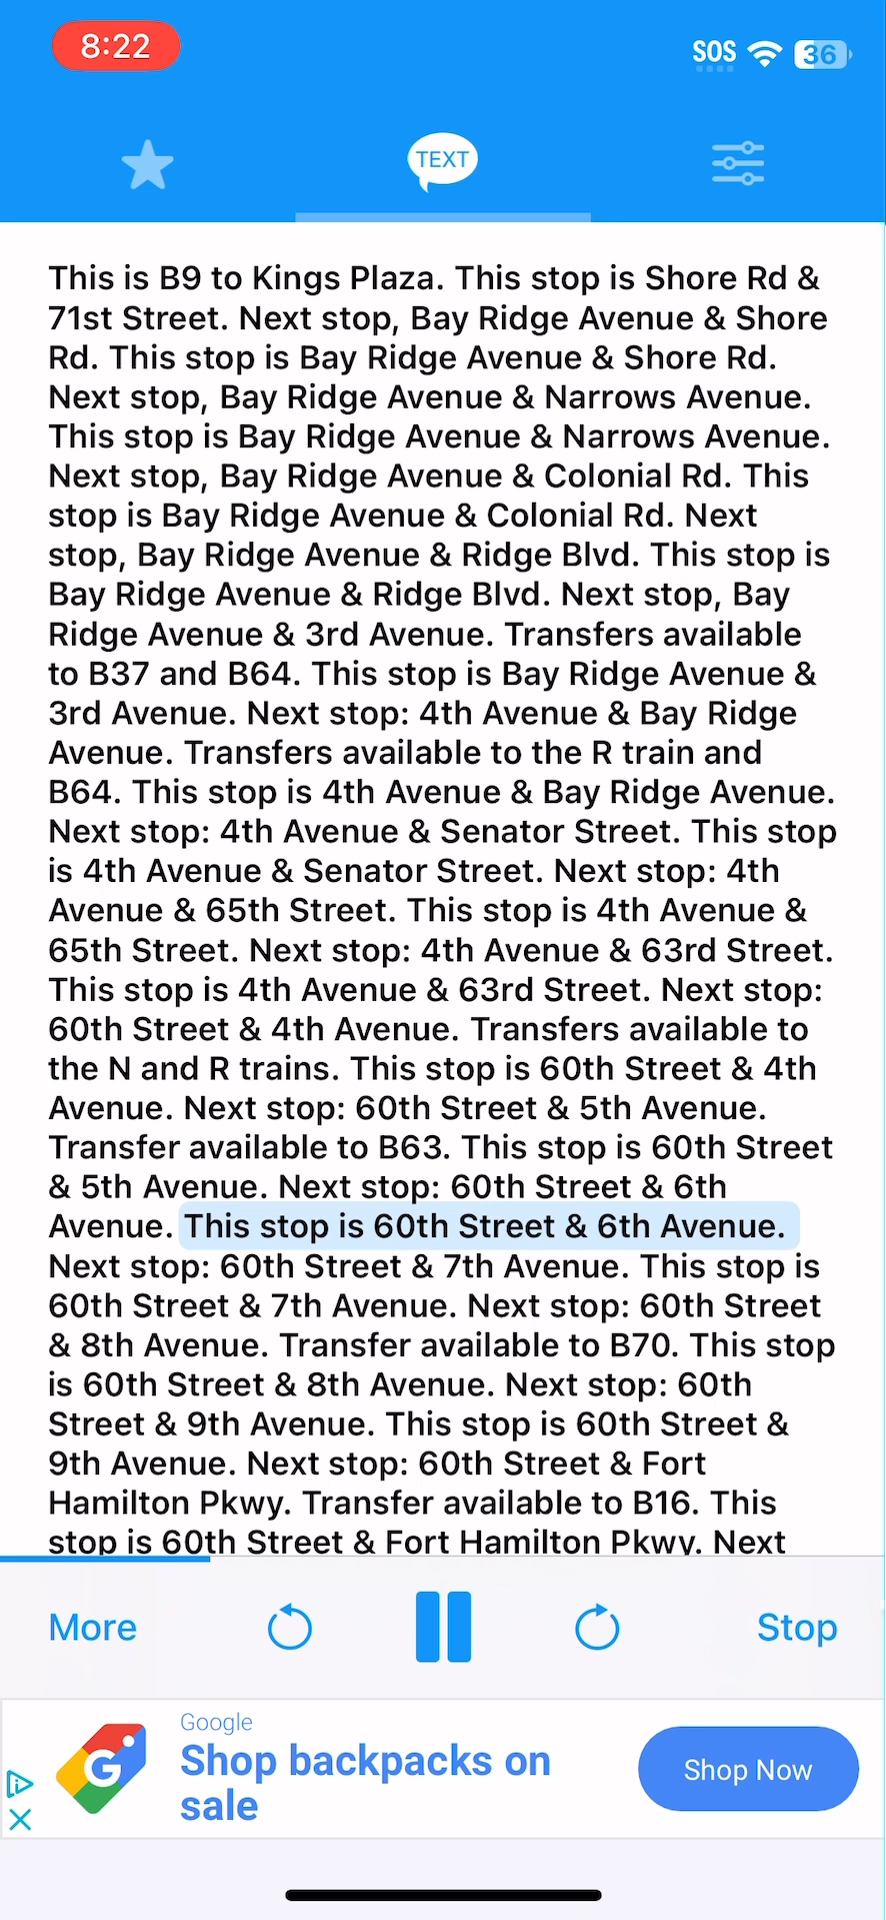 8:22
SOS
36
TEXT
This is B9 to Kings Plaza. This stop is Shore Rd &
71st Street. Next stop, Bay Ridge Avenue & Shore
Rd. This stop is Bay Ridge Avenue & Shore Rd.
Next stop, Bay Ridge Avenue & Narrows Avenue.
This stop is Bay Ridge Avenue & Narrows Avenue.
Next stop, Bay Ridge Avenue & Colonial Rd. This
stop is Bay Ridge Avenue & Colonial Rd. Next
stop, Bay Ridge Avenue & Ridge Blvd. This stop is
Bay Ridge Avenue & Ridge Blvd. Next stop, Bay
Ridge Avenue & 3rd Avenue. Transfers available
to B37 and B64. This stop is Bay Ridge Avenue &
3rd Avenue. Next stop: 4th Avenue & Bay Ridge
Avenue. Transfers available to the R train and
B64. This stop is 4th Avenue & Bay Ridge Avenue.
Next stop: 4th Avenue & Senator Street. This stop
is 4th Avenue & Senator Street. Next stop: 4th
Avenue & 65th Street. This stop is 4th Avenue &
65th Street. Next stop: 4th Avenue & 63rd Street.
This stop is 4th Avenue & 63rd Street. Next stop:
60th Street & 4th Avenue. Transfers available to
the N and R trains. This stop is 60th Street & 4th
Avenue. Next stop: 60th Street & 5th Avenue.
Transfer available to B63. This stop is 60th Street
& 5th Avenue. Next stop: 60th Street & 6th
Avenue. This stop is 60th Street & 6th Avenue.
Next stop: 60th Street & 7th Avenue. This stop is
60th Street & 7th Avenue. Next stop: 60th Street
& 8th Avenue. Transfer available to B70. This stop
is 60th Street & 8th Avenue. Next stop: 60th
Street & 9th Avenue. This stop is 60th Street &
9th Avenue. Next stop: 60th Street & Fort
Hamilton Pkwy. Transfer available to B16. This
stop is 60th Street & Fort Hamilton Pkwy. Next
More
Stop
Google
Shop backpacks on
sale
Shop Now
G